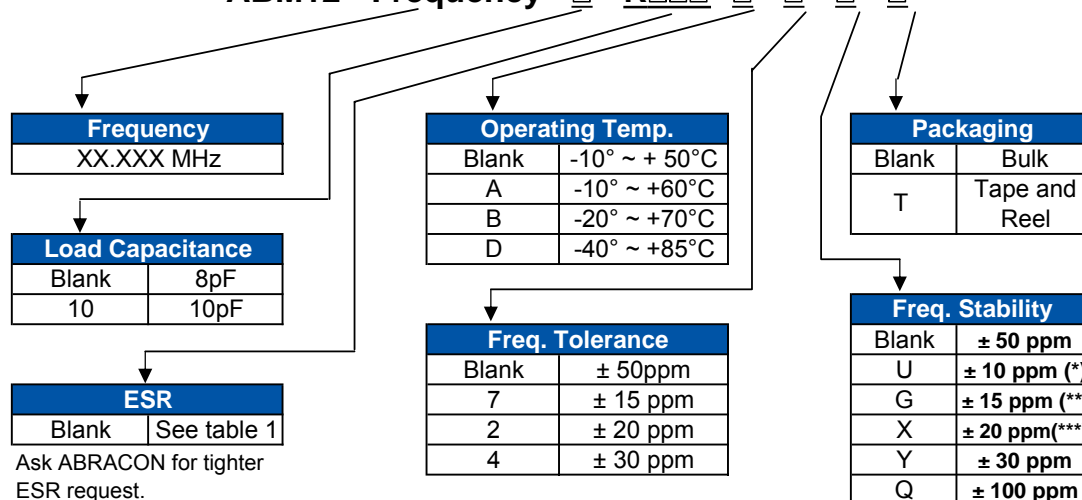 Frequency
XX.XXX MHz
Load Capacitance
Blank 8pF
10 10pF
ESR
Blank See table 1
Ask ABRACON for tighter
ESR request.
Operating Temp.
Blank -10° ~ + 50°C
A -10° ~ +60°C
B -20° ~ +70°C
D -40° ~ +85°C
Freq. Tolerance
Blank ± 50ppm
7 ± 15 ppm
2 ± 20 ppm
4 ± 30 ppm
Packaging
Blank Bulk
T Tape and
Reel
Freq. Stability
Blank ± 50 ppm
U ± 10 ppm (*)
G ± 15 ppm (**
X ± 20 ppm(***
Y ± 30 ppm
Q ± 100 ppm